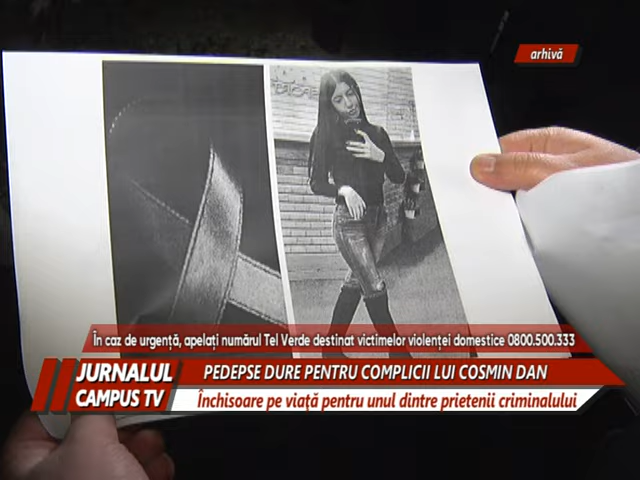 arhivă
În caz de urgență, apelați numărul Tel Verde destinat victimelor violenței domestice 0800.500.333
JURNALUL
CAMPUS TV
PEDEPSE DURE PENTRU COMPLICII LUI COSMIN DAN
Închisoare pe viață pentru unul dintre prietenii criminalului